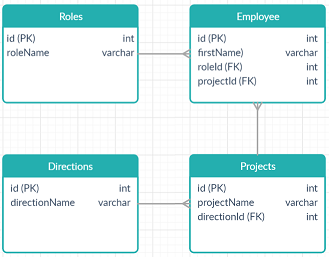 Roles
id (PK) int
roleName varchar
Employee
id (PK) int
firstName) varchar
roleId (FK) int
projectId (FK) int
Directions
id (PK) int
directionName varchar
Projects
id (PK) int
projectName varchar
directionId (FK) int